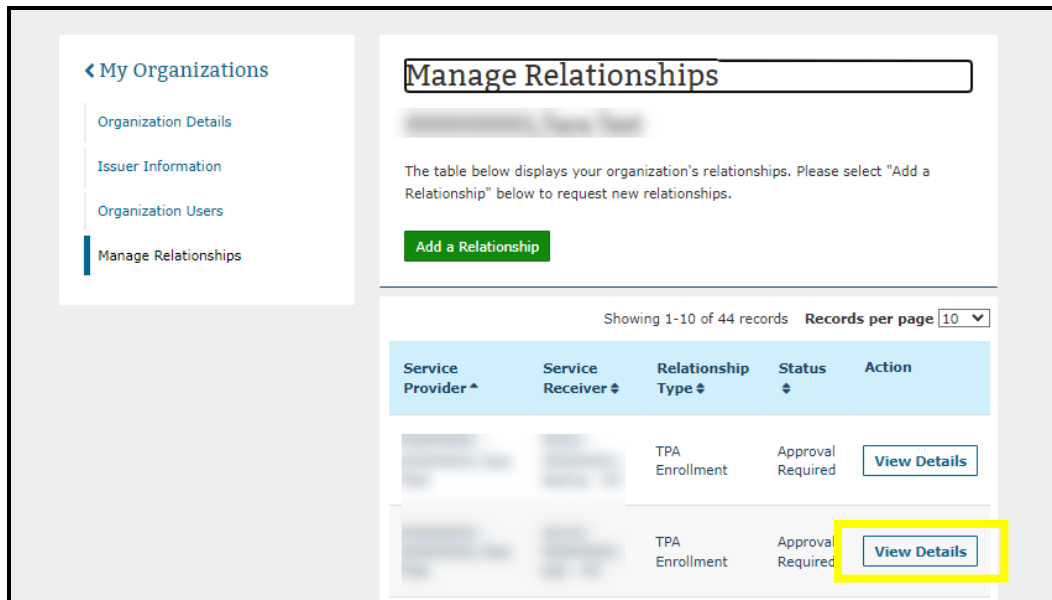 My Organizations
Organization Details
Issuer Information
Organization Users
Manage Relationships
Manage Relationships
The table below displays your organization's relationships. Please select "Add a
Relationship" below to request new relationships.
Add a Relationship
Showing 1-10 of 44 records Records per page 10
Service Provider Service Receiver Relationship Type Status Action
TPA Enrollment Approval Required View Details
TPA Enrollment Approval Required View Details